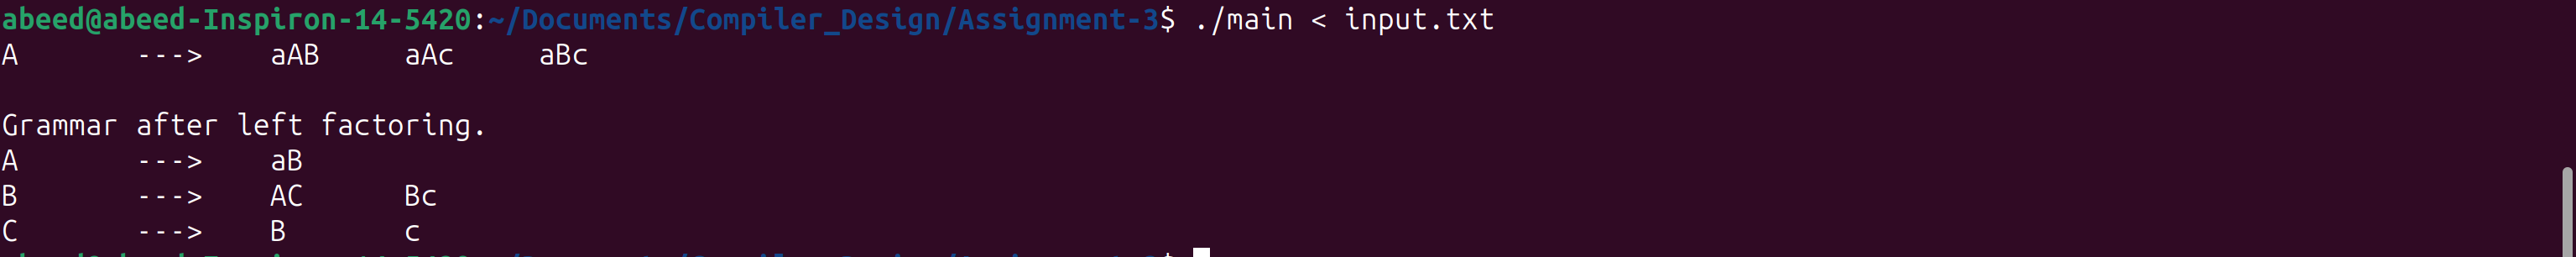 abeed@abeed-Inspiron-14-5420:~/Documents/Compiler_Design/Assignment-3$ ./main < input.txt
A ---> aAB aAc aBc
Grammar after left factoring.
A ---> aB
B ---> AC Bc
C ---> B c